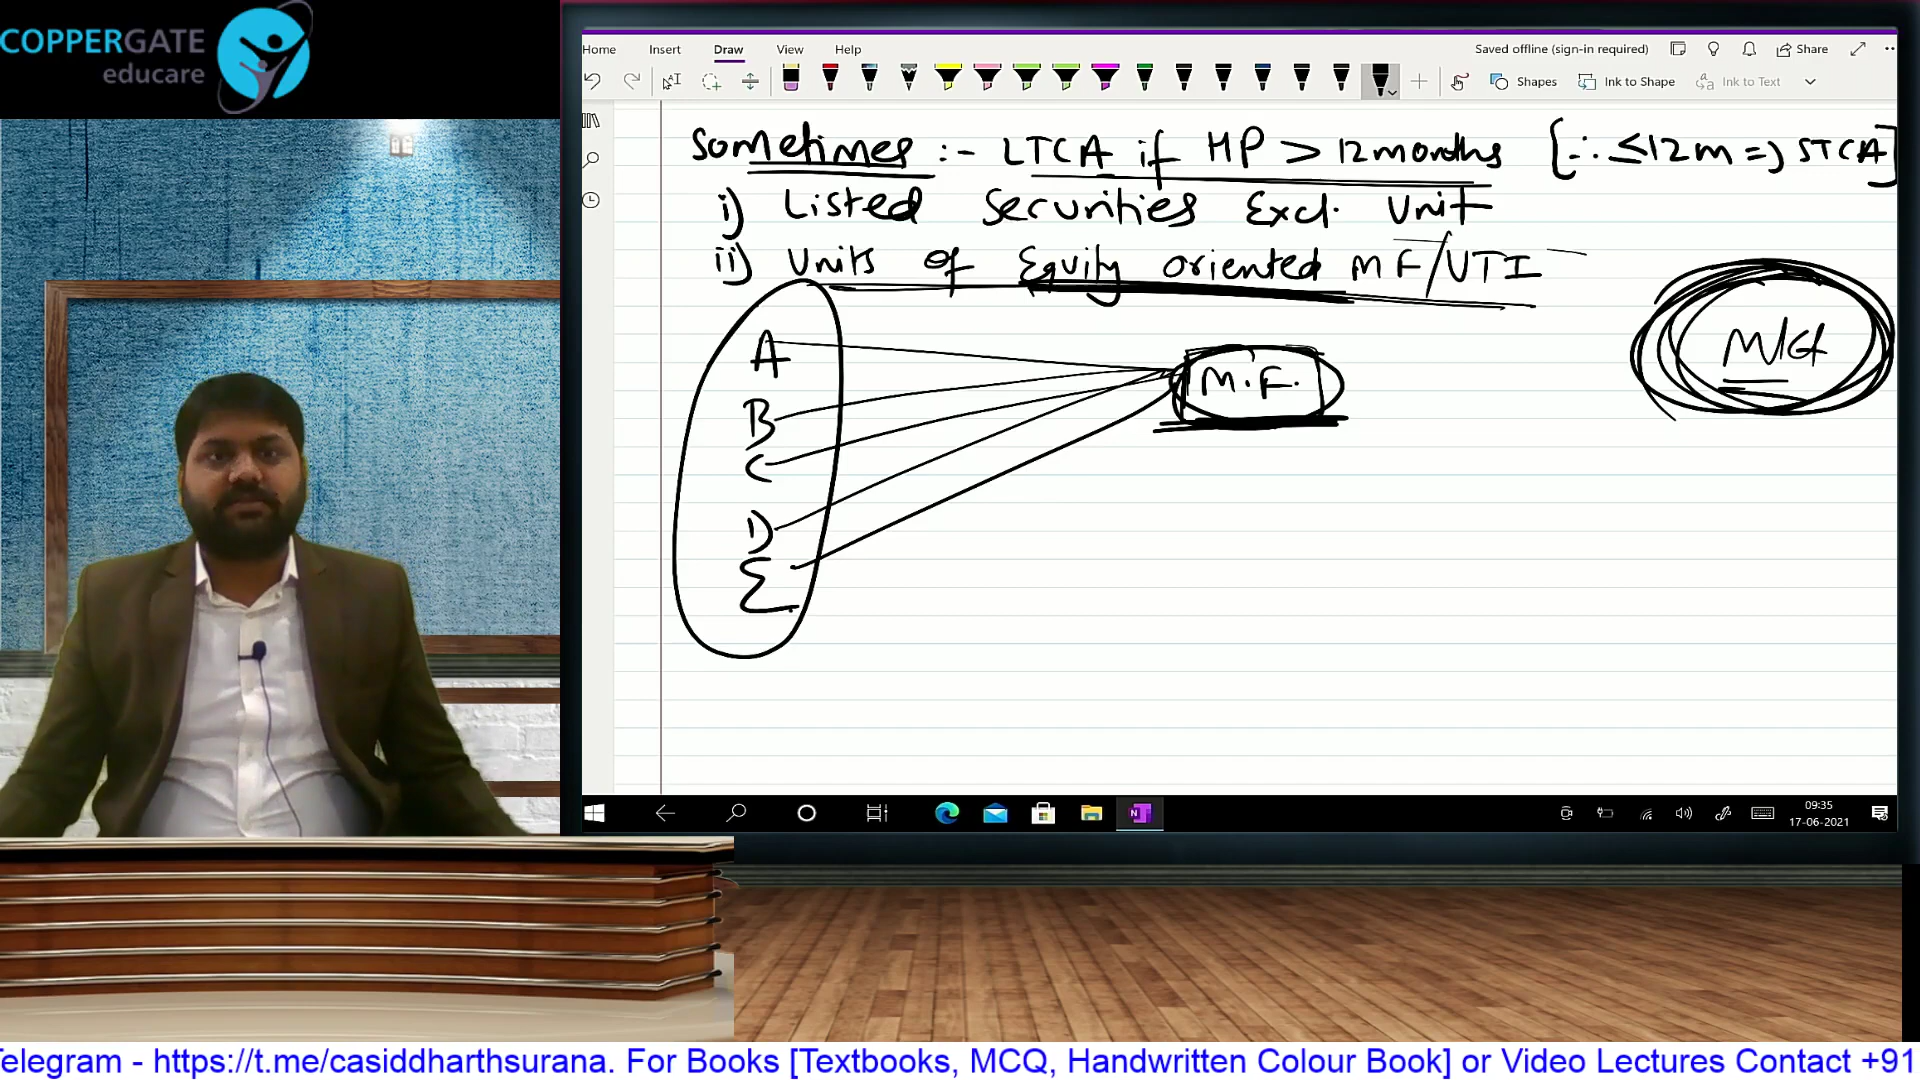 COPPERGATE
educare
Home Insert Draw View Help
Saved offline (sign-in required) Share
Shapes Ink to Shape Ink to Text
Sometimes :- LTCA if HP > 12 months [∴ ≤12m => STCA]
i) Listed Securities Excl. Unit
ii) Units of Equity oriented MF/UTI
A
B
C
D
E
M.F.
09:35
17-06-2021
elegram - https://t.me/casiddharthsurana. For Books [Textbooks, MCQ, Handwritten Colour Book] or Video Lectures Contact +91